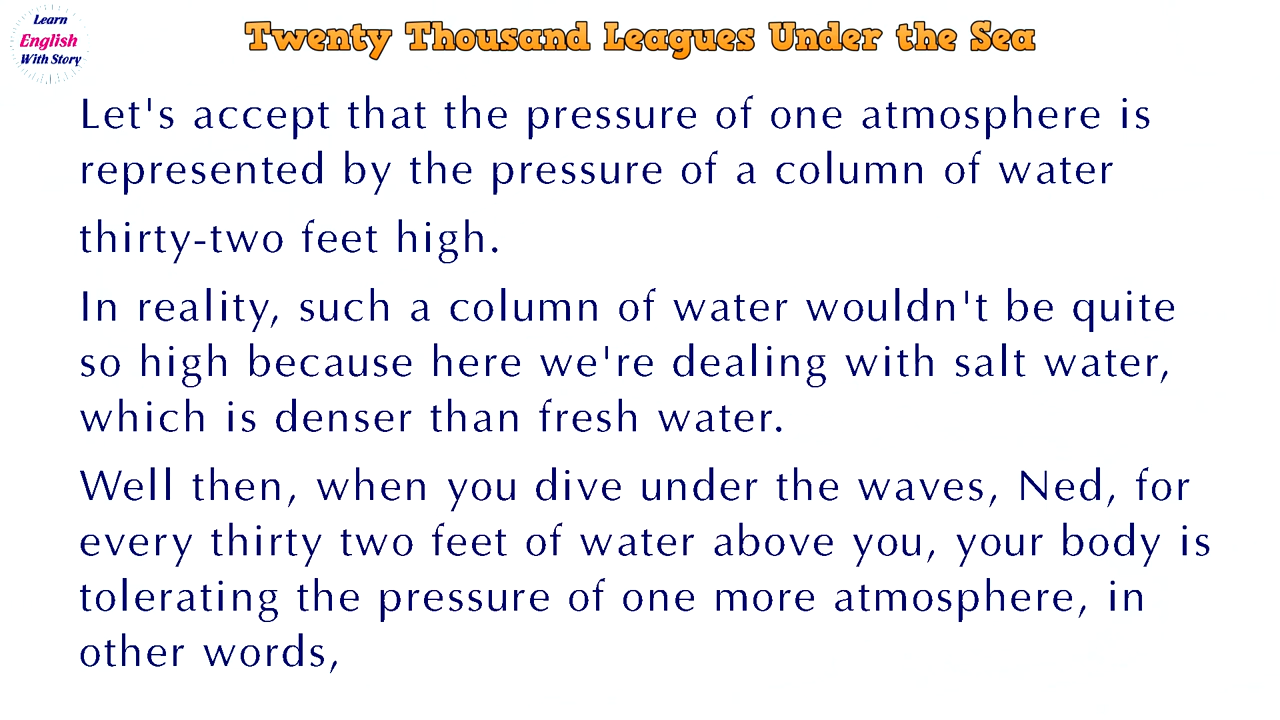 Learn
English
With Story
Twenty Thousand Leagues Under the Sea
Let's accept that the pressure of one atmosphere is
represented by the pressure of a column of water
thirty-two feet high.
In reality, such a column of water wouldn't be quite
so high because here we're dealing with salt water,
which is denser than fresh water.
Well then, when you dive under the waves, Ned, for
every thirty two feet of water above you, your body is
tolerating the pressure of one more atmosphere, in
other words,